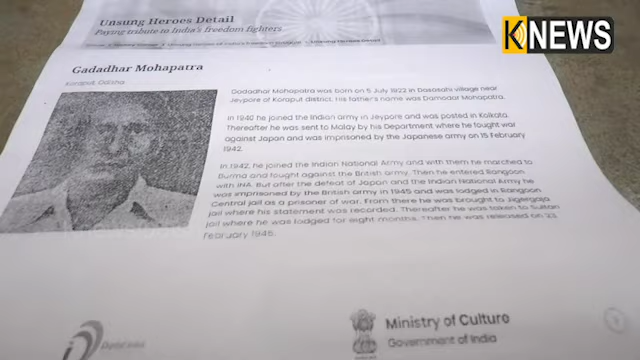 K NEWS
Unsung Heroes Detail
Paying tribute to India's freedom fighters
Gadadhar Mohapatra
Koraput, Odisha
Gadadhar Mohapatra was born on 5 July 1922 in Dasasahi village near
Jeypore of Koraput district. His father's name was Damodar Mohapatra.
In 1940 he joined the Indian army in Jeypore and was posted in Kolkata.
Thereafter he was sent to Malay by his Department where he fought war
against Japan and was imprisoned by the Japanese army on 15 February
1942.
In 1942, he joined the Indian National Army and with them he marched to
Burma and fought against the British army. Then he entered Rangoon
with INA. But after the defeat of Japan and the Indian National Army he
was imprisoned by the British army in 1945 and was lodged in Rangoon
Central jail as a prisoner of war. From there he was brought to Jigergaja
jail where his statement was recorded. Thereafter he was taken to Sultan
jail where he was lodged for eight months. Then he was released on 23
February 1946.
Digital India
Ministry of Culture
Government of India